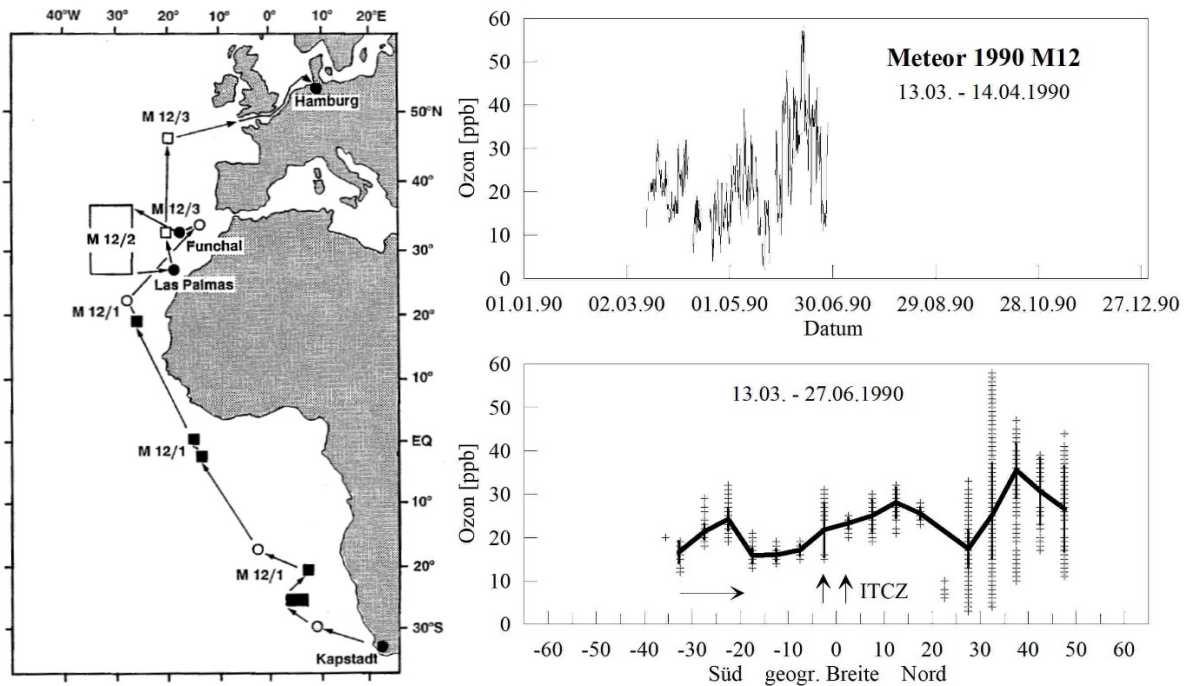 40°W 20° 10° 0° 10° 20°E
Hamburg
M 12/3
50°N
40°
M 12/3
M 12/2
Funchal
30°
Las Palmas
M 12/1
20°
10°
M 12/1
EQ
10°
M 12/1
20°
30°S
Kapstadt
60
50
40
30
20
10
0
Ozon [ppb]
Meteor 1990 M12
13.03. - 14.04.1990
01.01.90 02.03.90 01.05.90 30.06.90 29.08.90 28.10.90 27.12.90
Datum
60
50
40
30
20
10
0
Ozon [ppb]
13.03. - 27.06.1990
ITCZ
-60 -50 -40 -30 -20 -10 0 10 20 30 40 50 60
Süd geogr. Breite Nord